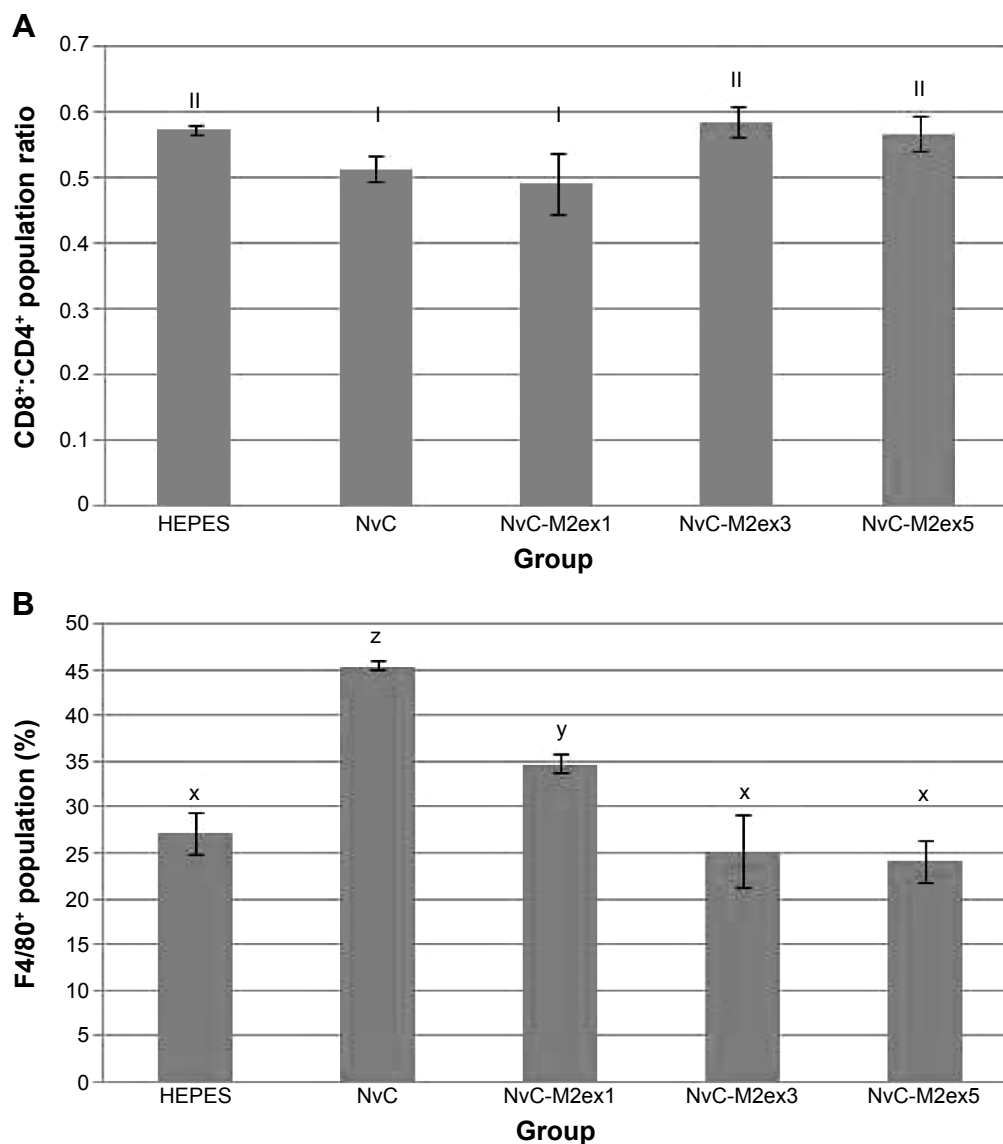 A
CD8⁺:CD4⁺ population ratio
0.7
0.6
0.5
0.4
0.3
0.2
0.1
0
II
I
I
II
II
HEPES NvC NvC-M2ex1 NvC-M2ex3 NvC-M2ex5
Group
B
F4/80⁺ population (%)
50
45
40
35
30
25
20
15
10
5
0
x
z
y
x
x
HEPES NvC NvC-M2ex1 NvC-M2ex3 NvC-M2ex5
Group